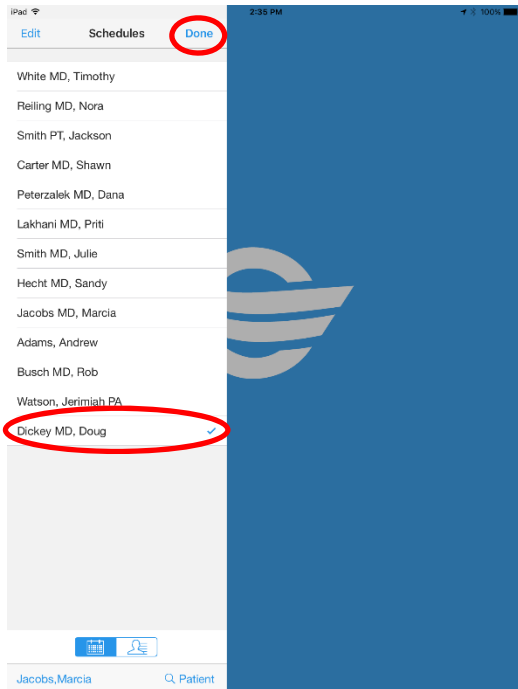 iPad 2:35 PM 100%
Edit Schedules Done
White MD, Timothy
Reiling MD, Nora
Smith PT, Jackson
Carter MD, Shawn
Peterzalek MD, Dana
Lakhani MD, Priti
Smith MD, Julie
Hecht MD, Sandy
Jacobs MD, Marcia
Adams, Andrew
Busch MD, Rob
Watson, Jerimiah PA
Dickey MD, Doug
Jacobs,Marcia Patient